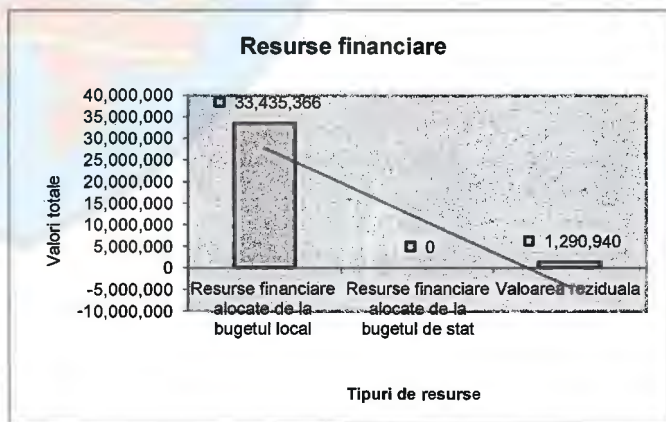 Resurse financiare
Valori totale
40,000,000
35,000,000
30,000,000
25,000,000
20,000,000
15,000,000
10,000,000
5,000,000
0
-5,000,000
-10,000,000
33,435,366
0
1,290,940
Resurse financiare
alocate de la
bugetul local
Resurse financiare
alocate de la
bugetul de stat
Valoarea reziduala
Tipuri de resurse